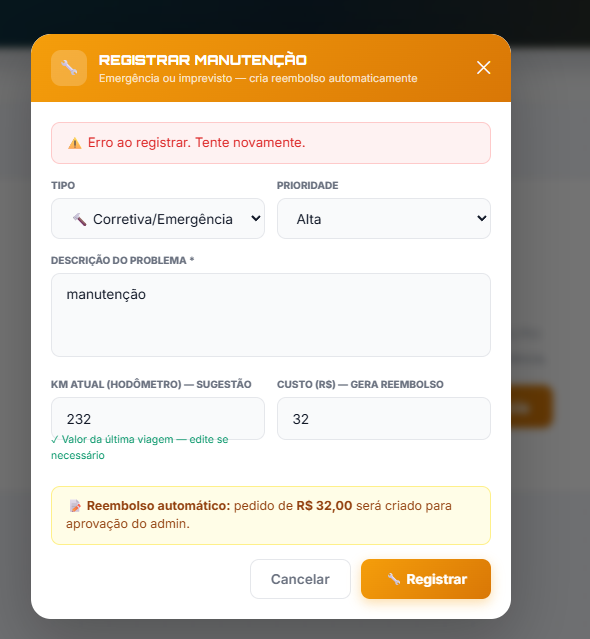 REGISTRAR MANUTENÇÃO
Emergência ou imprevisto — cria reembolso automaticamente
Erro ao registrar. Tente novamente.
TIPO
PRIORIDADE
Corretiva/Emergência
Alta
DESCRIÇÃO DO PROBLEMA *
manutenção
KM ATUAL (HODÔMETRO) — SUGESTÃO
CUSTO (R$) — GERA REEMBOLSO
232
32
✓ Valor da última viagem — edite se
necessário
Reembolso automático: pedido de R$ 32,00 será criado para
aprovação do admin.
Cancelar
Registrar